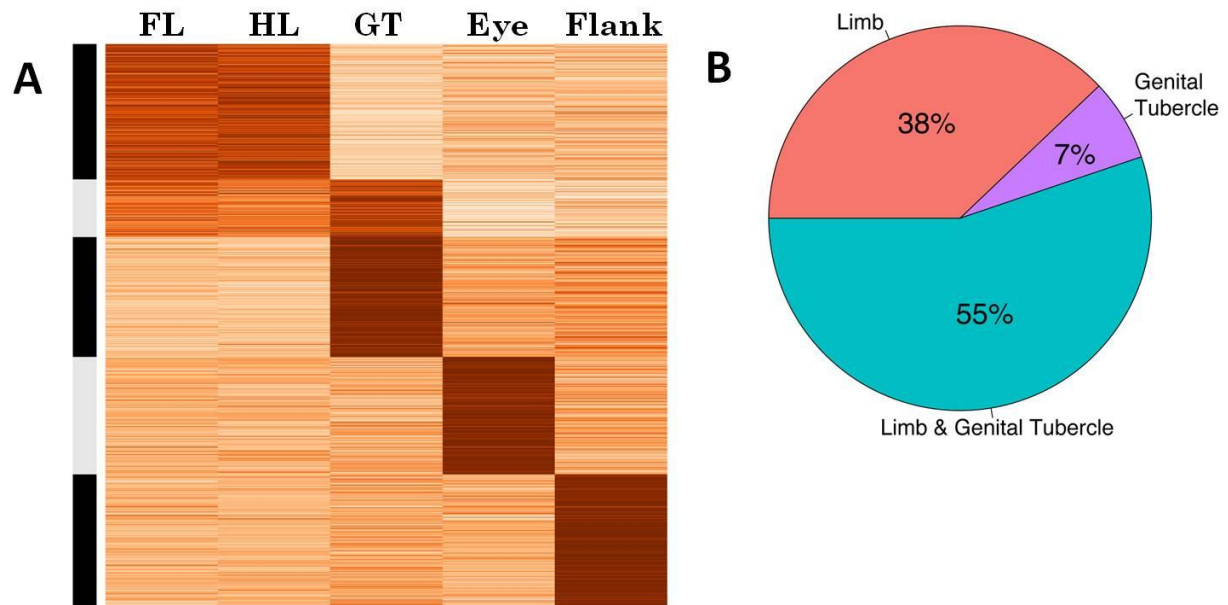 A
FL HL GT Eye Flank
B
Limb
38%
Genital
Tubercle
7%
55%
Limb & Genital Tubercle